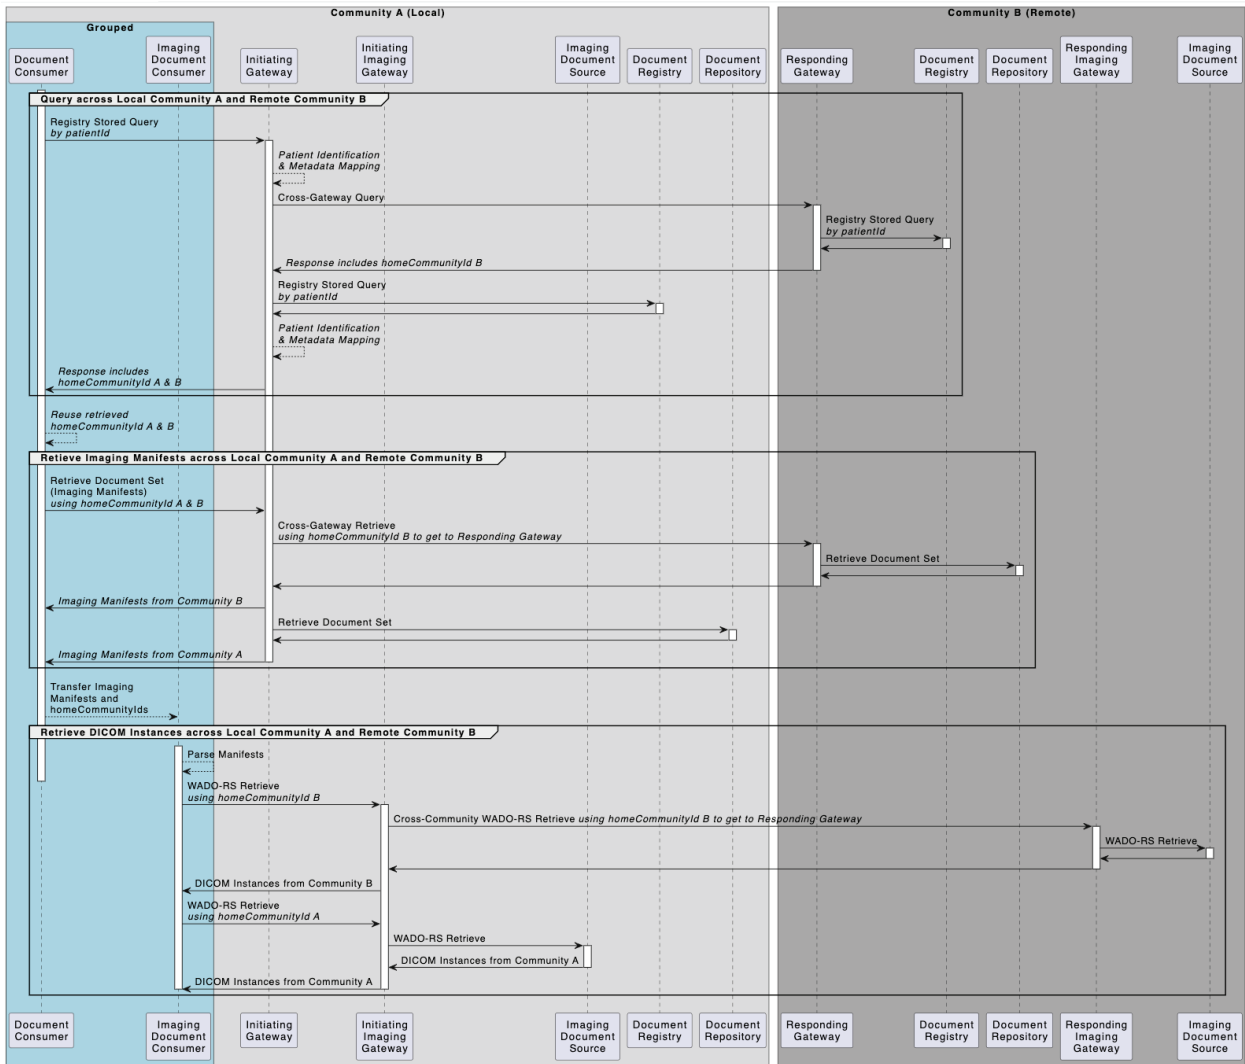 Community A (Local)
Community B (Remote)
Grouped
Document
Consumer
Imaging
Document
Consumer
Initiating
Gateway
Initiating
Imaging
Gateway
Imaging
Document
Source
Document
Registry
Document
Repository
Responding
Gateway
Document
Registry
Document
Repository
Responding
Imaging
Gateway
Imaging
Document
Source
Query across Local Community A and Remote Community B
Registry Stored Query
by patientId
Patient Identification
& Metadata Mapping
Cross-Gateway Query
Registry Stored Query
by patientId
Response includes homeCommunityId B
Registry Stored Query
by patientId
Patient Identification
& Metadata Mapping
Response includes
homeCommunityId A & B
Reuse retrieved
homeCommunityId A & B
Retieve Imaging Manifests across Local Community A and Remote Community B
Retrieve Document Set
(Imaging Manifests)
using homeCommunityId A & B
Cross-Gateway Retrieve
using homeCommunityId B to get to Responding Gateway
Retrieve Document Set
Imaging Manifests from Community B
Retrieve Document Set
Imaging Manifests from Community A
Transfer Imaging
Manifests and
homeCommunityIds
Retrieve DICOM Instances across Local Community A and Remote Community B
Parse Manifests
WADO-RS Retrieve
using homeCommunityId B
Cross-Community WADO-RS Retrieve using homeCommunityId B to get to Responding Gateway
WADO-RS Retrieve
DICOM Instances from Community B
WADO-RS Retrieve
using homeCommunityId A
WADO-RS Retrieve
DICOM Instances from Community A
DICOM Instances from Community A
Document
Consumer
Imaging
Document
Consumer
Initiating
Gateway
Initiating
Imaging
Gateway
Imaging
Document
Source
Document
Registry
Document
Repository
Responding
Gateway
Document
Registry
Document
Repository
Responding
Imaging
Gateway
Imaging
Document
Source